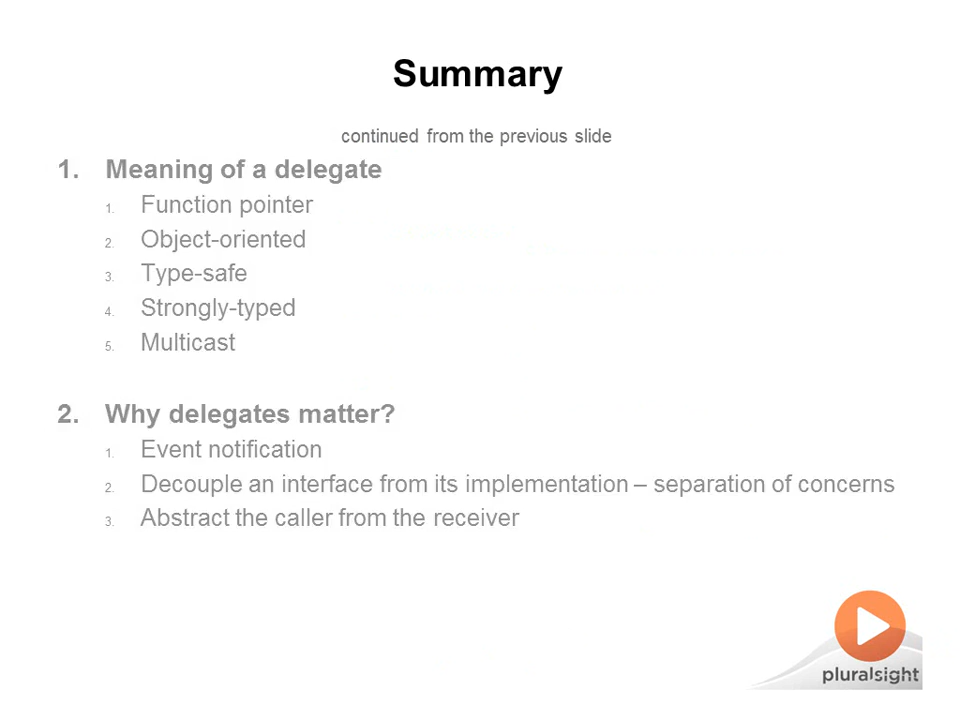 Summary
continued from the previous slide
1. Meaning of a delegate
1. Function pointer
2. Object-oriented
3. Type-safe
4. Strongly-typed
5. Multicast
2. Why delegates matter?
1. Event notification
2. Decouple an interface from its implementation – separation of concerns
3. Abstract the caller from the receiver
pluralsight